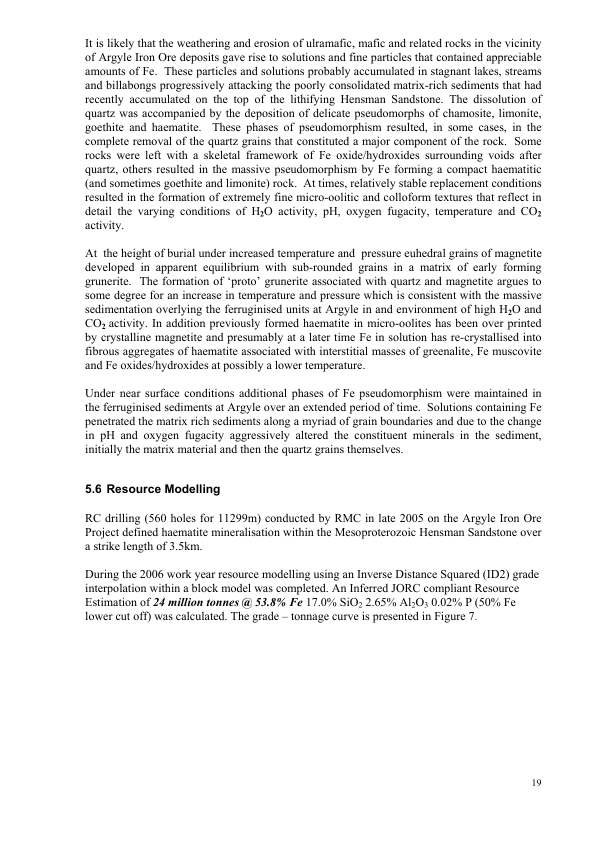 It is likely that the weathering and erosion of ulramafic, mafic and related rocks in the vicinity
of Argyle Iron Ore deposits gave rise to solutions and fine particles that contained appreciable
amounts of Fe. These particles and solutions probably accumulated in stagnant lakes, streams
and billabongs progressively attacking the poorly consolidated matrix-rich sediments that had
recently accumulated on the top of the lithifying Hensman Sandstone. The dissolution of
quartz was accompanied by the deposition of delicate pseudomorphs of chamosite, limonite,
goethite and haematite. These phases of pseudomorphism resulted, in some cases, in the
complete removal of the quartz grains that constituted a major component of the rock. Some
rocks were left with a skeletal framework of Fe oxide/hydroxides surrounding voids after
quartz, others resulted in the massive pseudomorphism by Fe forming a compact haematitic
(and sometimes goethite and limonite) rock. At times, relatively stable replacement conditions
resulted in the formation of extremely fine micro-oolitic and colloform textures that reflect in
detail the varying conditions of H₂O activity, pH, oxygen fugacity, temperature and CO₂
activity.
At the height of burial under increased temperature and pressure euhedral grains of magnetite
developed in apparent equilibrium with sub-rounded grains in a matrix of early forming
grunerite. The formation of ‘proto’ grunerite associated with quartz and magnetite argues to
some degree for an increase in temperature and pressure which is consistent with the massive
sedimentation overlying the ferruginised units at Argyle in and environment of high H₂O and
CO₂ activity. In addition previously formed haematite in micro-oolites has been over printed
by crystalline magnetite and presumably at a later time Fe in solution has re-crystallised into
fibrous aggregates of haematite associated with interstitial masses of greenalite, Fe muscovite
and Fe oxides/hydroxides at possibly a lower temperature.
Under near surface conditions additional phases of Fe pseudomorphism were maintained in
the ferruginised sediments at Argyle over an extended period of time. Solutions containing Fe
penetrated the matrix rich sediments along a myriad of grain boundaries and due to the change
in pH and oxygen fugacity aggressively altered the constituent minerals in the sediment,
initially the matrix material and then the quartz grains themselves.
5.6 Resource Modelling
RC drilling (560 holes for 11299m) conducted by RMC in late 2005 on the Argyle Iron Ore
Project defined haematite mineralisation within the Mesoproterozoic Hensman Sandstone over
a strike length of 3.5km.
During the 2006 work year resource modelling using an Inverse Distance Squared (ID2) grade
interpolation within a block model was completed. An Inferred JORC compliant Resource
Estimation of 24 million tonnes @ 53.8% Fe 17.0% SiO₂ 2.65% Al₂O₃ 0.02% P (50% Fe
lower cut off) was calculated. The grade – tonnage curve is presented in Figure 7.
19